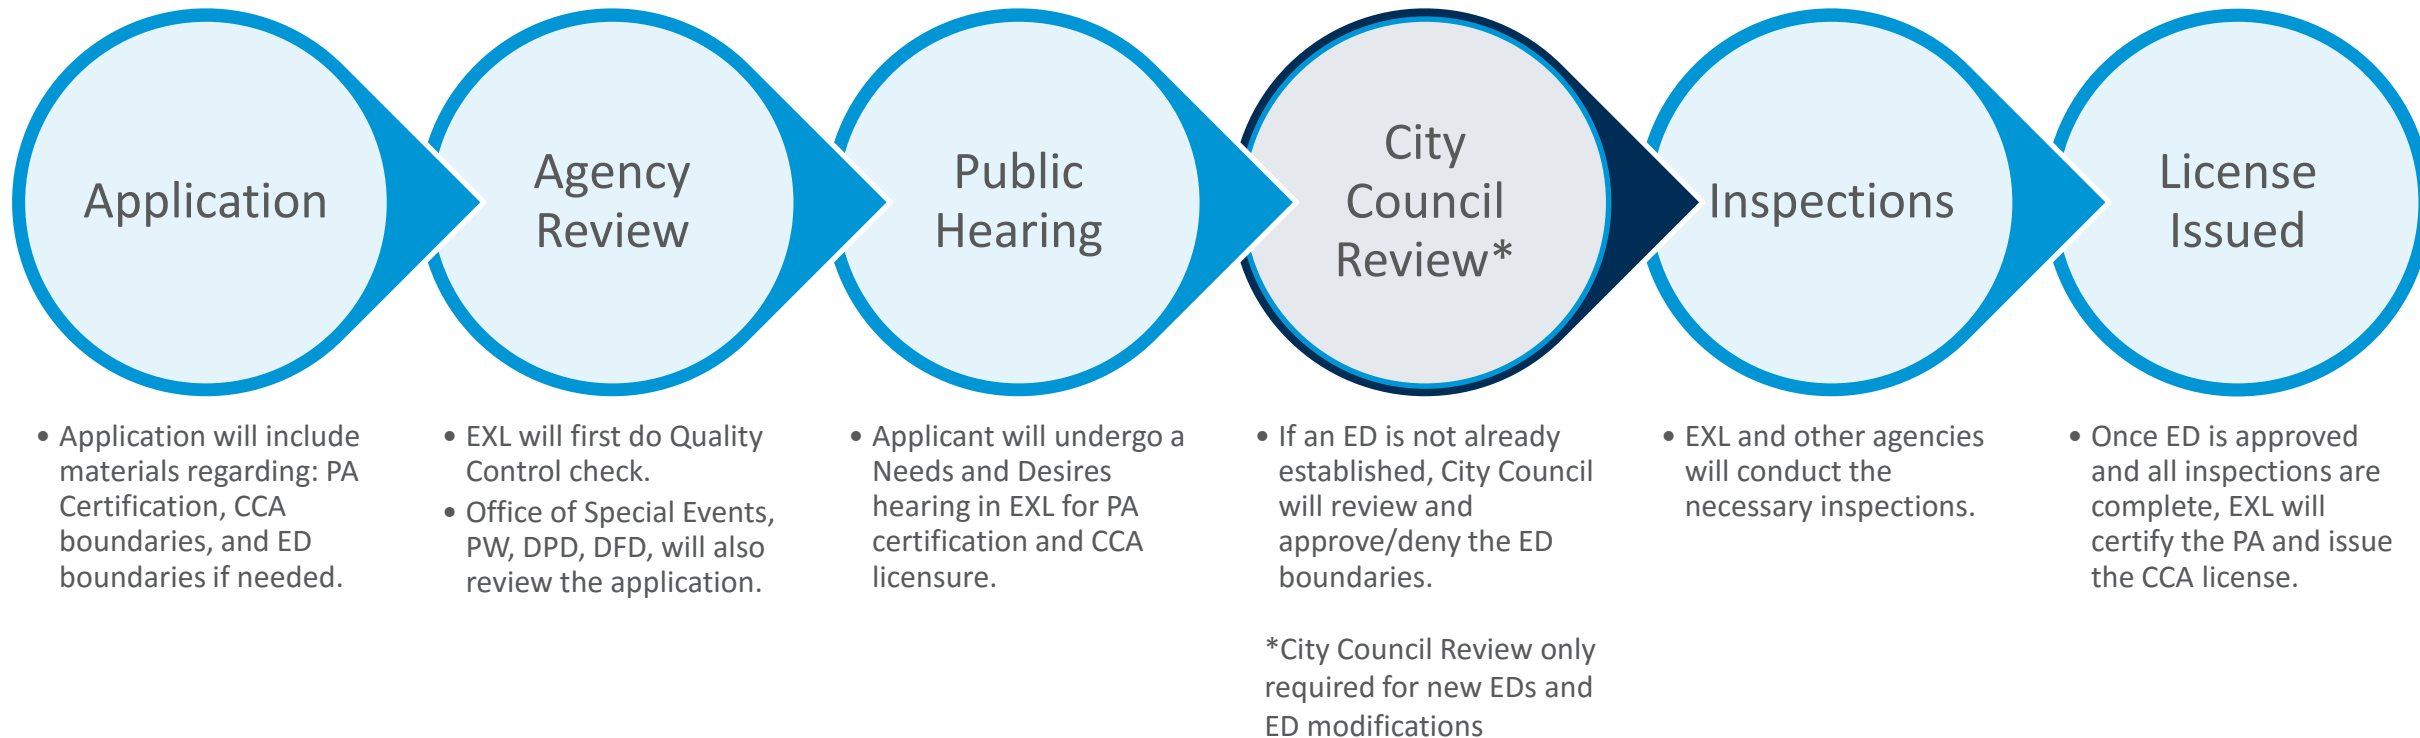 Application
Agency
Review
Public
Hearing
City
Council
Review*
Inspections
License
Issued
• Application will include
materials regarding: PA
Certification, CCA
boundaries, and ED
boundaries if needed.
• EXL will first do Quality
Control check.
• Office of Special Events,
PW, DPD, DFD, will also
review the application.
• Applicant will undergo a
Needs and Desires
hearing in EXL for PA
certification and CCA
licensure.
• If an ED is not already
established, City Council
will review and
approve/deny the ED
boundaries.
*City Council Review only
required for new EDs and
ED modifications
• EXL and other agencies
will conduct the
necessary inspections.
• Once ED is approved
and all inspections are
complete, EXL will
certify the PA and issue
the CCA license.